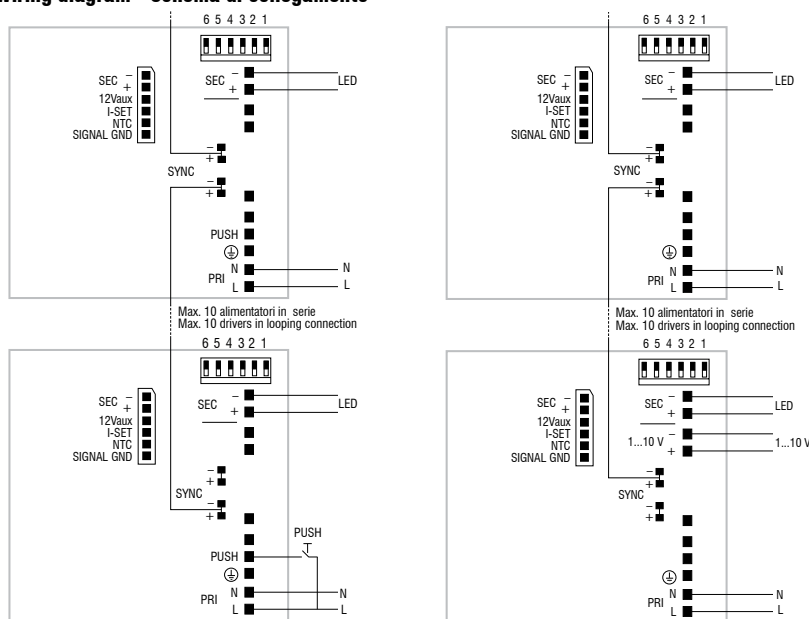 Wiring diagram - Schema di collegamento
6 5 4 3 2 1
SEC –
+
12Vaux
I-SET
NTC
SIGNAL GND
SEC –
+
LED
–
+
SYNC
–
+
PUSH
PRI
N
L
N
L
Max. 10 alimentatori in serie
Max. 10 drivers in looping connection
6 5 4 3 2 1
SEC –
+
12Vaux
I-SET
NTC
SIGNAL GND
SEC –
+
LED
–
+
SYNC
–
+
PRI
N
L
N
L
Max. 10 alimentatori in serie
Max. 10 drivers in looping connection
6 5 4 3 2 1
SEC –
+
12Vaux
I-SET
NTC
SIGNAL GND
SEC –
+
LED
–
+
SYNC
–
+
PUSH
PUSH
PRI
N
L
N
L
6 5 4 3 2 1
SEC –
+
12Vaux
I-SET
NTC
SIGNAL GND
SEC –
+
LED
1...10 V –
+
1...10 V
–
+
SYNC
–
+
PRI
N
L
N
L